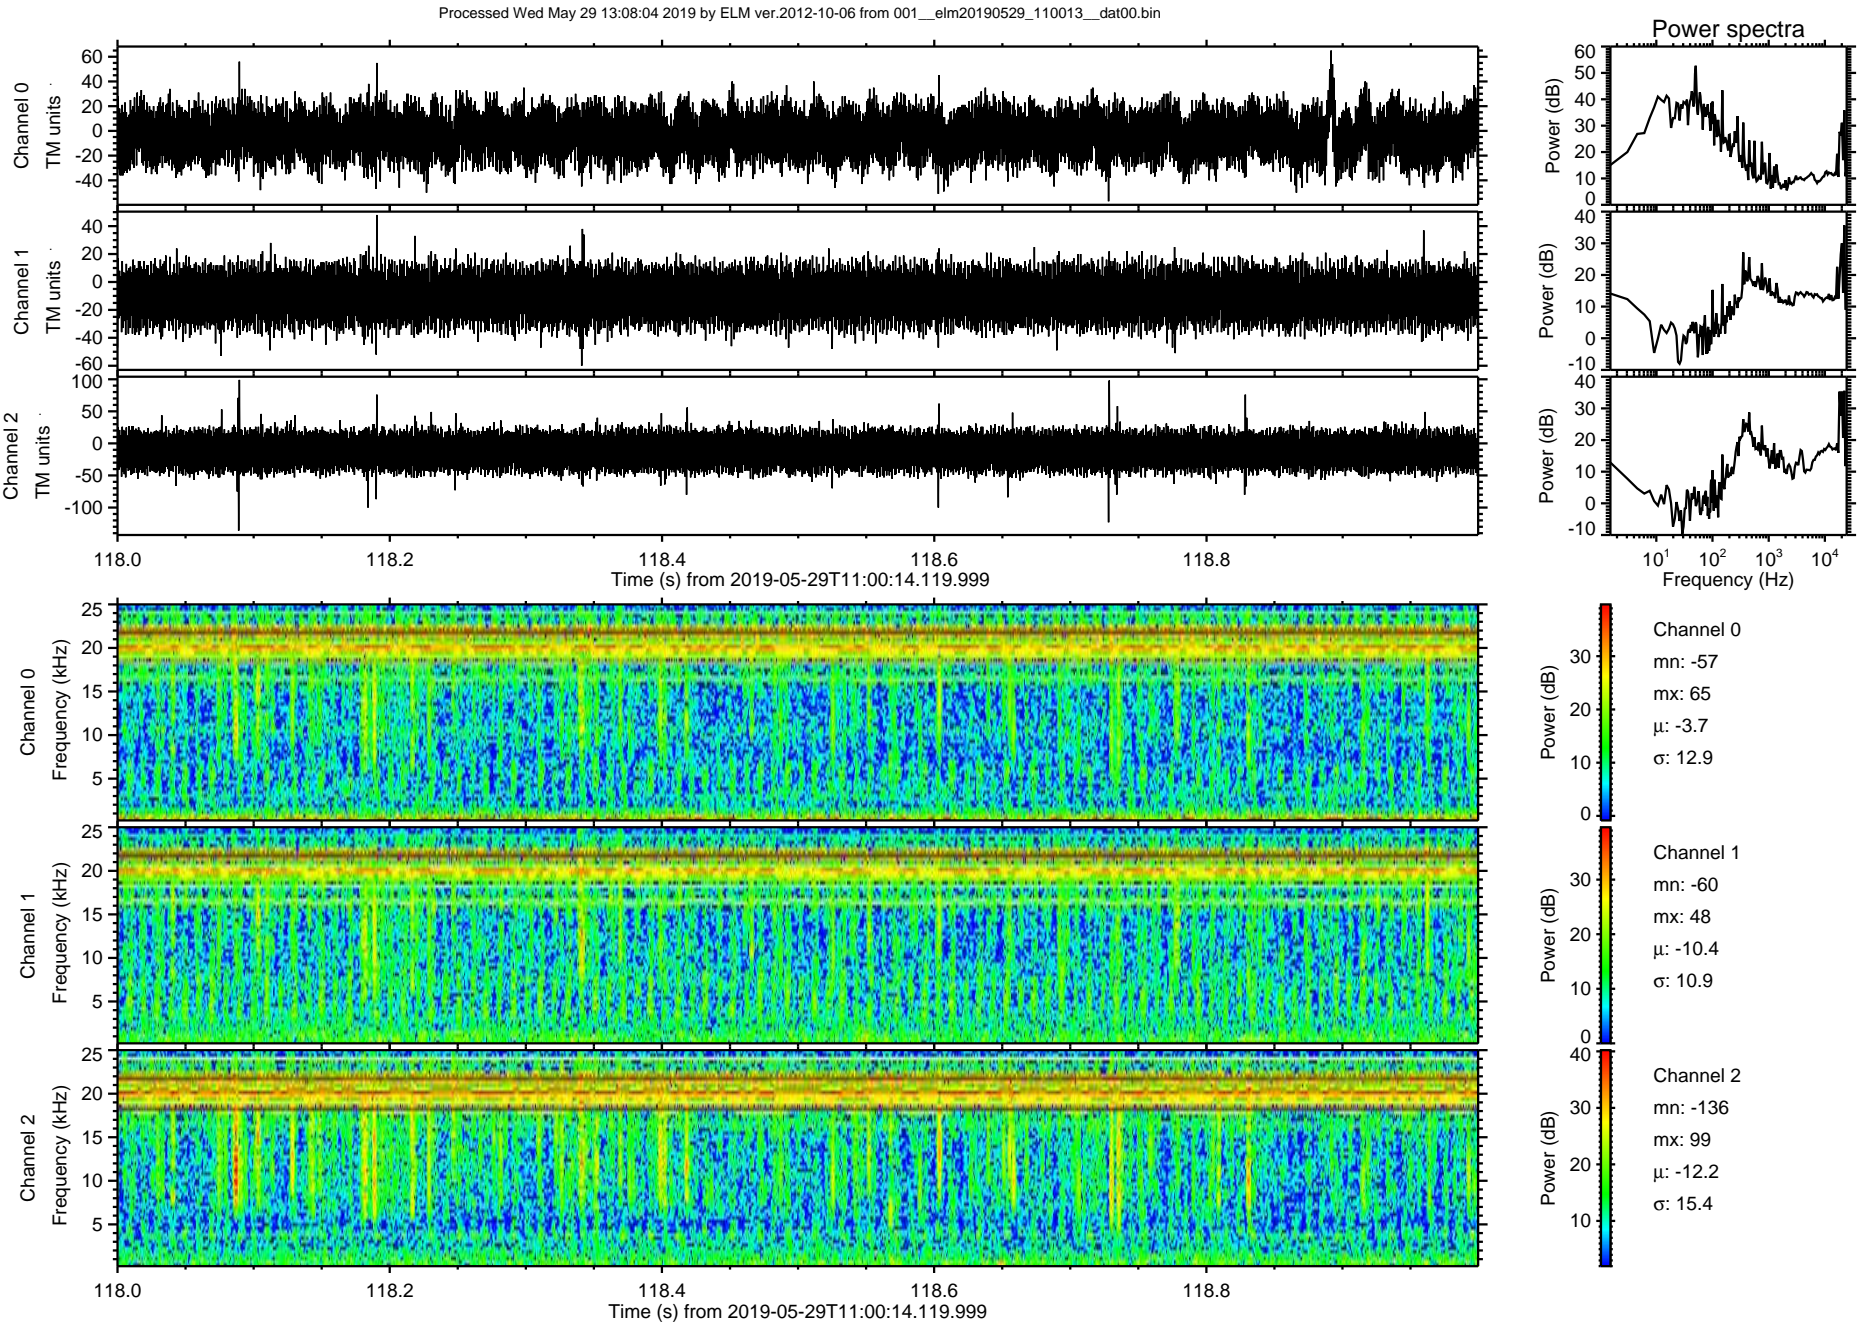 Processed Wed May 29 13:08:04 2019 by ELM ver.2012-10-06 from 001__elm20190529_110013__dat00.bin
Power spectra
Channel 0
TM units
60
40
20
0
-20
-40
Power (dB)
60
50
40
30
20
10
0
Channel 1
TM units
40
20
0
-20
-40
-60
Power (dB)
40
30
20
10
0
-10
Channel 2
TM units
100
50
0
-50
-100
Power (dB)
40
30
20
10
0
-10
118.0 118.2 118.4 118.6 118.8
Time (s) from 2019-05-29T11:00:14.119.999
10¹ 10² 10³ 10⁴
Frequency (Hz)
Channel 0
Frequency (kHz)
25
20
15
10
5
Power (dB)
30
20
10
0
Channel 0
mn: -57
mx: 65
μ: -3.7
σ: 12.9
Channel 1
Frequency (kHz)
25
20
15
10
5
Power (dB)
30
20
10
0
Channel 1
mn: -60
mx: 48
μ: -10.4
σ: 10.9
Channel 2
Frequency (kHz)
25
20
15
10
5
Power (dB)
40
30
20
10
Channel 2
mn: -136
mx: 99
μ: -12.2
σ: 15.4
118.0 118.2 118.4 118.6 118.8
Time (s) from 2019-05-29T11:00:14.119.999